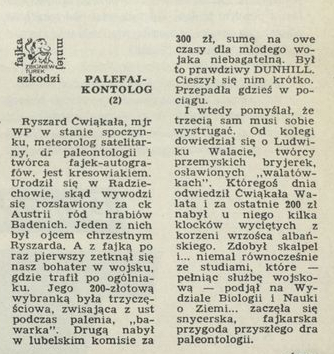 fajka
mniej
ZBIGNIEW
TUREK
szkodzi
PALEFAJ-
KONTOLOG
(2)
Ryszard Ćwiąkała, mjr
WP w stanie spoczyn-
ku, meteorolog satelitar-
ny, dr paleontologii i
twórca fajek-autogra-
fów, jest kresowiakiem.
Urodził się w Radzie-
chowie, skąd wywodzi
się rozsławiony za ck
Austrii ród hrabiów
Badenich. Jeden z nich
był ojcem chrzestnym
Ryszarda. A z fajką po
raz pierwszy zetknął się
nasz bohater w wojsku,
gdzie trafił po ogólnia-
ku. Jego 200-złotową
wybranką była trzyczę-
ściowa, zwisająca z ust
podczas palenia, „ba-
warka". Drugą nabył
w lubelskim komisie za
300 zł, sumę na owe
czasy dla młodego wo-
jaka niebagatelną. Był
to prawdziwy DUNHILL.
Cieszył się nim krótko.
Przepadła gdzieś w po-
ciągu.
I wtedy pomyślał, że
trzecią sam musi sobie
wystrugać. Od kolegi
dowiedział się o Ludwi-
ku Walacie, twórcy
przemyskich bryjerek,
osławionych „walatów-
kach". Któregoś dnia
odwiedził Ćwiąkała Wa-
lata i za ostatnie 200 zł
nabył u niego kilka
klocków wyciętych z
korzeni wrzośca albań-
skiego. Zdobył skalpel
i... niemal równocześnie
ze studiami, które —
pełniąc służbę wojsko-
wą — podjął na Wy-
dziale Biologii i Nauki
o Ziemi... zaczęła się
snycerska, fajkarska
przygoda przyszłego dra
paleontologii.